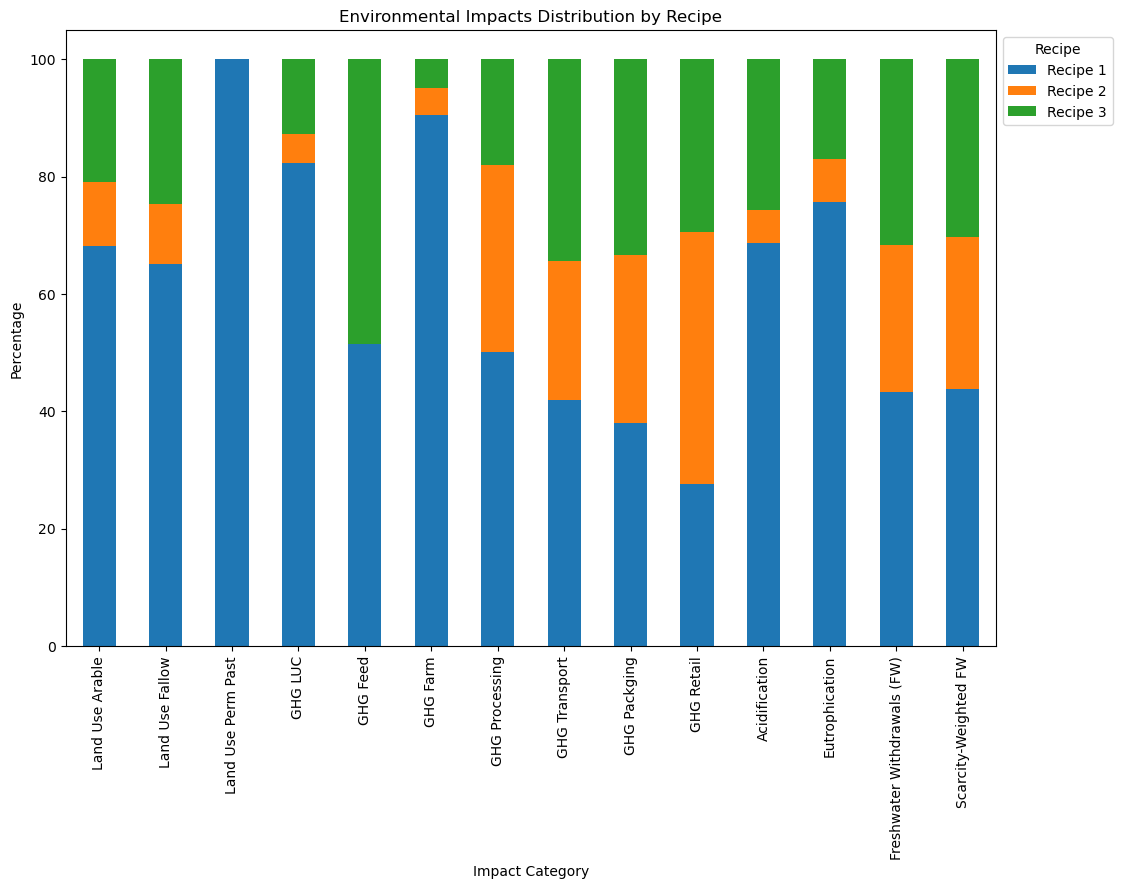 Environmental Impacts Distribution by Recipe
Recipe
Recipe 1
Recipe 2
Recipe 3
Percentage
100
80
60
40
20
0
Land Use Arable
Land Use Fallow
Land Use Perm Past
GHG LUC
GHG Feed
GHG Farm
GHG Processing
GHG Transport
GHG Packging
GHG Retail
Acidification
Eutrophication
Freshwater Withdrawals (FW)
Scarcity-Weighted FW
Impact Category